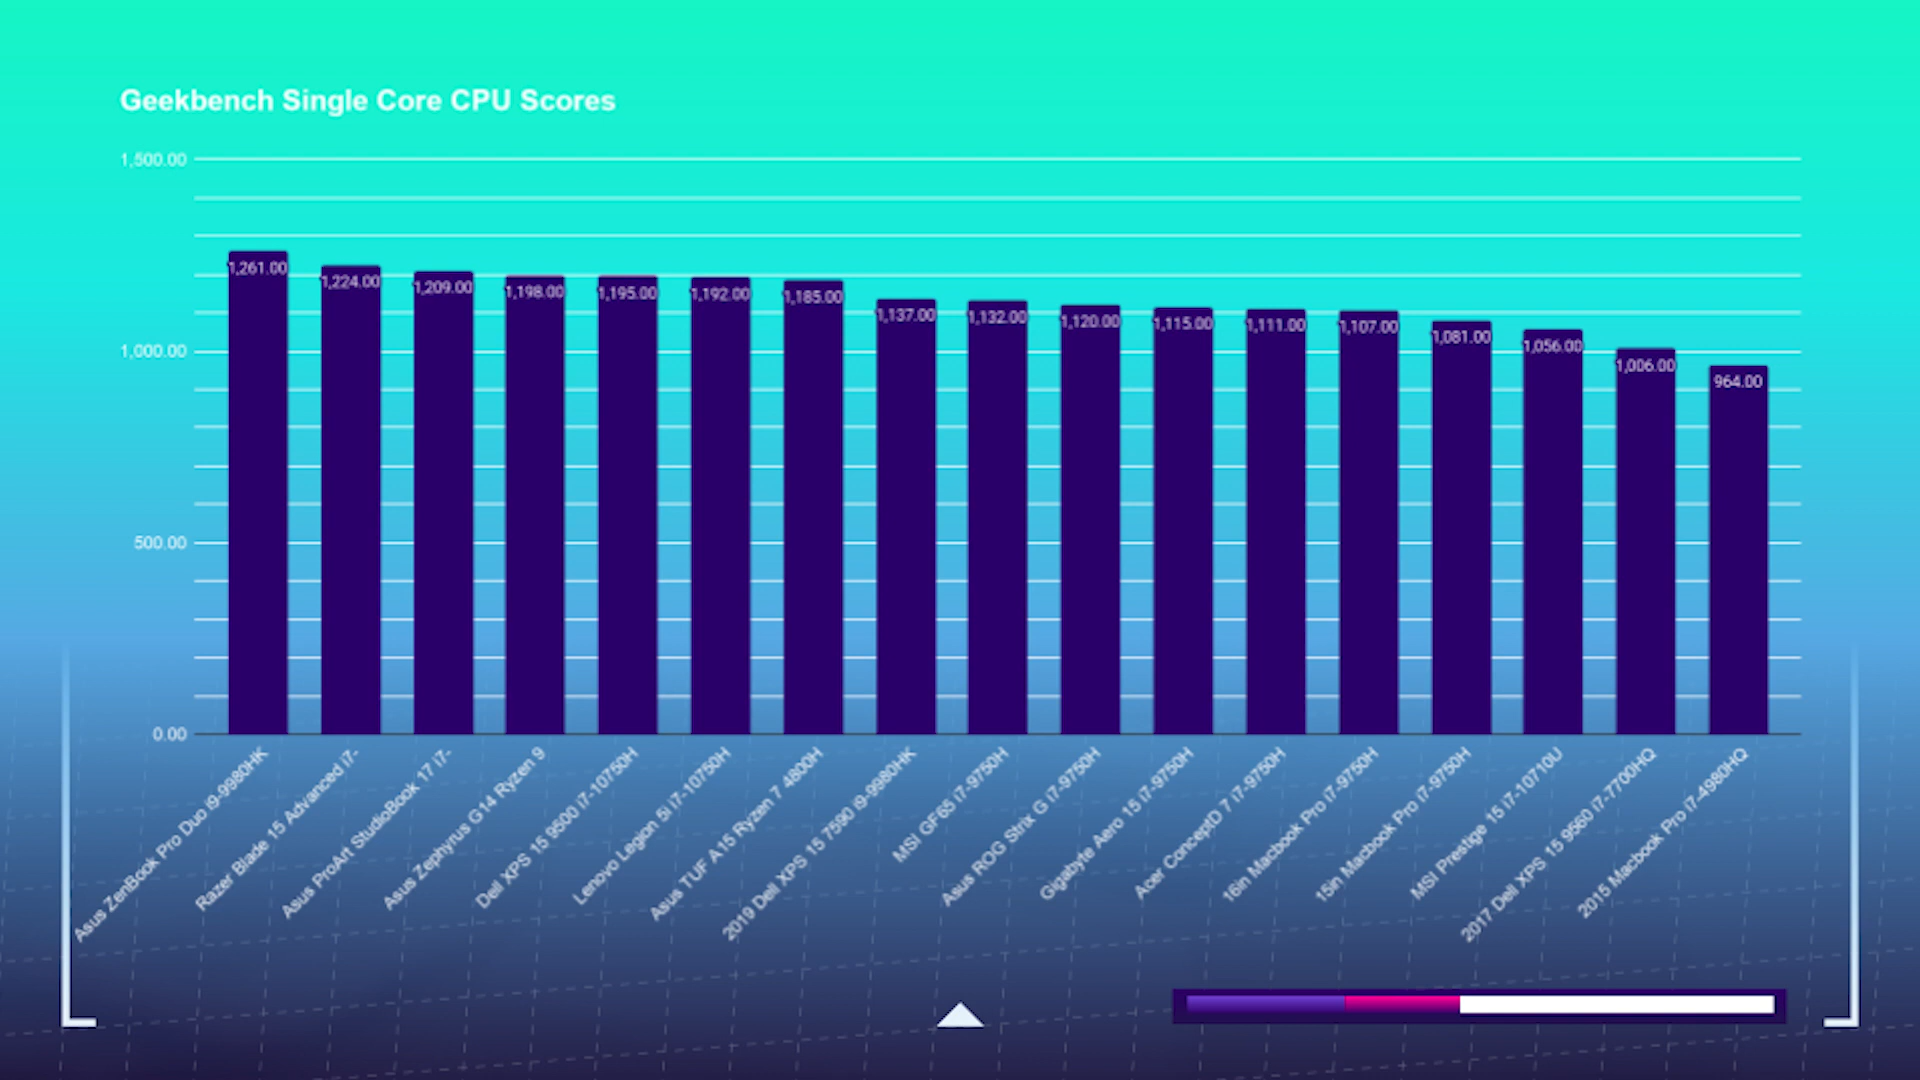 Geekbench Single Core CPU Scores
1,500.00
1,000.00
500.00
0.00
1,261.00
1,224.00
1,209.00
1,198.00
1,195.00
1,192.00
1,185.00
1,137.00
1,132.00
1,120.00
1,115.00
1,111.00
1,107.00
1,081.00
1,056.00
1,006.00
964.00
Asus ZenBook Pro Duo i9-9980HK
Razer Blade 15 Advanced i7-
Asus ProArt StudioBook 17 i7-
Asus Zephyrus G14 Ryzen 9
Dell XPS 15 9500 i7-10750H
Lenovo Legion 5i i7-10750H
Asus TUF A15 Ryzen 7 4800H
2019 Dell XPS 15 7590 i9-9980HK
MSI GF65 i7-9750H
Asus ROG Strix G i7-9750H
Gigabyte Aero 15 i7-9750H
Acer ConceptD 7 i7-9750H
16in Macbook Pro i7-9750H
15in Macbook Pro i7-9750H
MSI Prestige 15 i7-10710U
2017 Dell XPS 15 9560 i7-7700HQ
2015 Macbook Pro i7-4980HQ